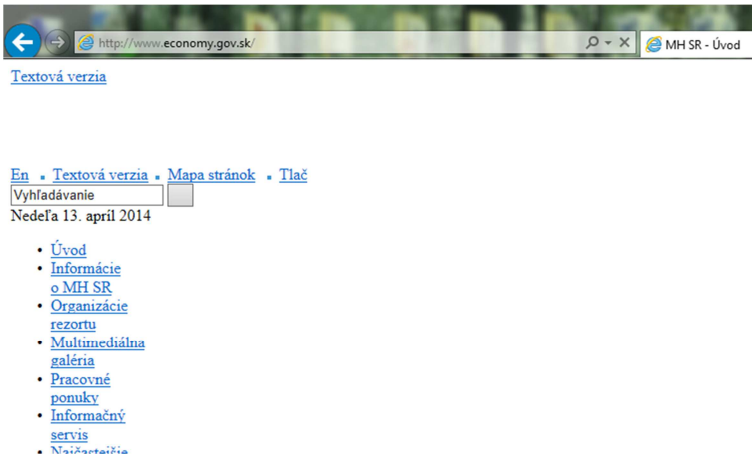 http://www.economy.gov.sk/
MH SR - Úvod
Textová verzia
En Textová verzia Mapa stránok Tlač
Vyhľadávanie
Nedeľa 13. apríl 2014
Úvod
Informácie
o MH SR
Organizácie
rezortu
Multimediálna
galéria
Pracovné
ponuky
Informačný
servis
Najčastejšie